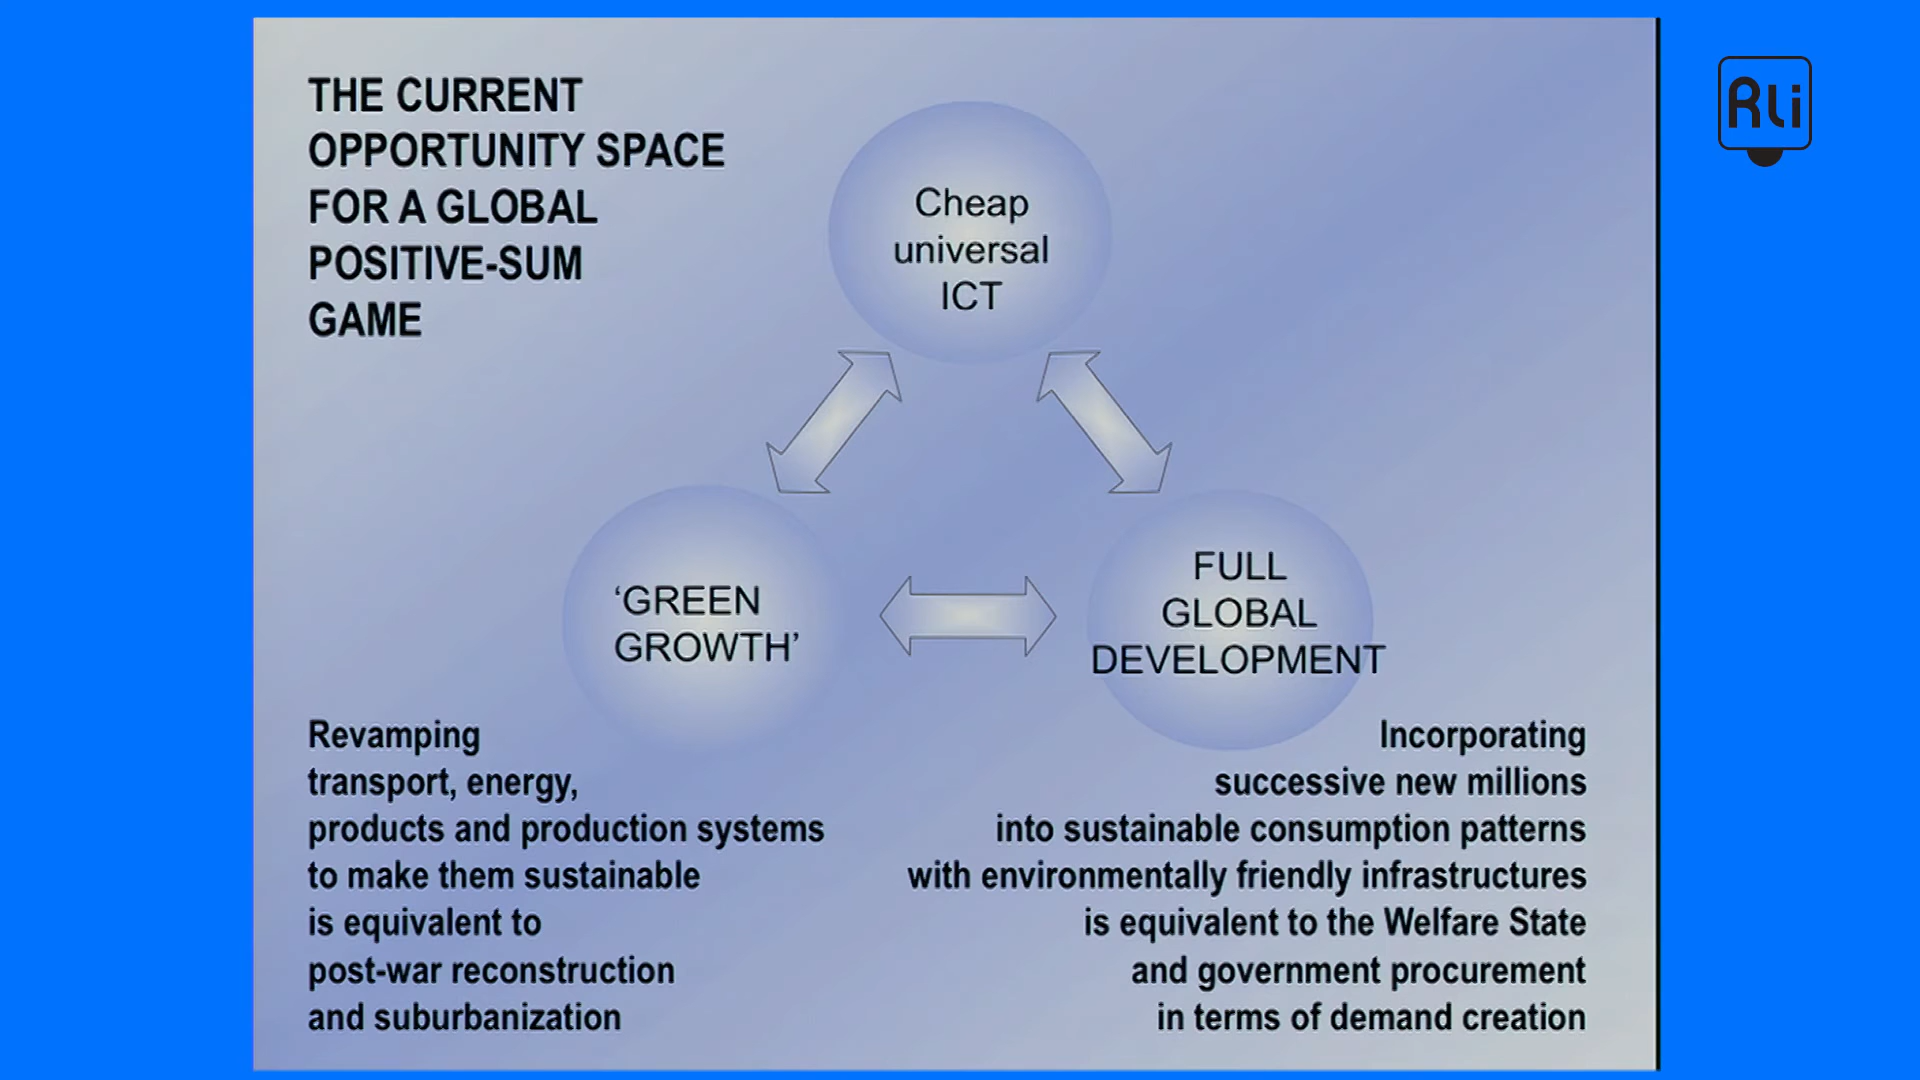 THE CURRENT
OPPORTUNITY SPACE
FOR A GLOBAL
POSITIVE-SUM
GAME
Rli
Cheap
universal
ICT
‘GREEN
GROWTH’
FULL
GLOBAL
DEVELOPMENT
Revamping
transport, energy,
products and production systems
to make them sustainable
is equivalent to
post-war reconstruction
and suburbanization
Incorporating
successive new millions
into sustainable consumption patterns
with environmentally friendly infrastructures
is equivalent to the Welfare State
and government procurement
in terms of demand creation